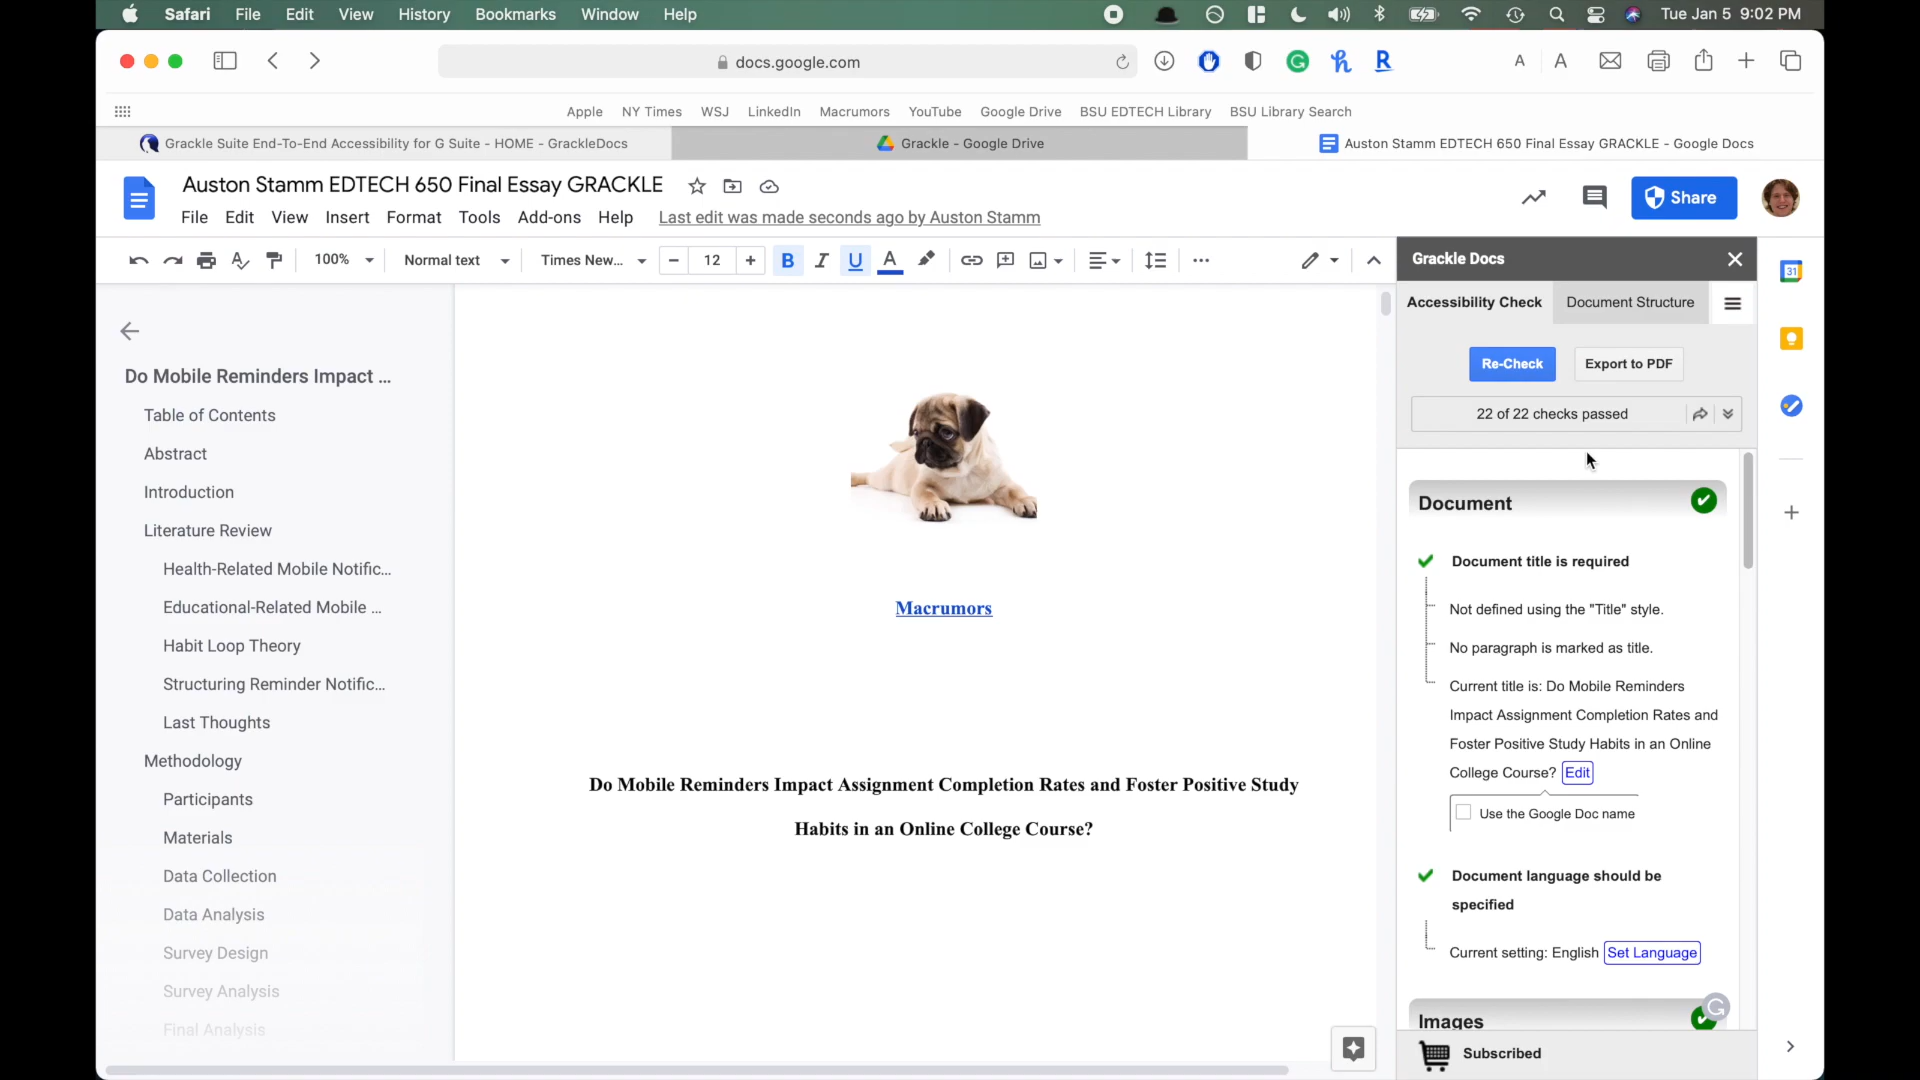 Safari File Edit View History Bookmarks Window Help Tue Jan 5 9:02 PM
docs.google.com
Apple NY Times WSJ LinkedIn Macrumors YouTube Google Drive BSU EDTECH Library BSU Library Search
Grackle Suite End-To-End Accessibility for G Suite - HOME - GrackleDocs
Grackle - Google Drive
Auston Stamm EDTECH 650 Final Essay GRACKLE - Google Docs
Auston Stamm EDTECH 650 Final Essay GRACKLE
Share
File Edit View Insert Format Tools Add-ons Help Last edit was made seconds ago by Auston Stamm
100% Normal text Times New... 12 B I U A
Do Mobile Reminders Impact ...
Table of Contents
Abstract
Introduction
Literature Review
Health-Related Mobile Notific...
Educational-Related Mobile ...
Habit Loop Theory
Structuring Reminder Notific...
Last Thoughts
Methodology
Participants
Materials
Data Collection
Data Analysis
Survey Design
Survey Analysis
Final Analysis
Macrumors
Do Mobile Reminders Impact Assignment Completion Rates and Foster Positive Study
Habits in an Online College Course?
Grackle Docs
Accessibility Check Document Structure
Re-Check Export to PDF
22 of 22 checks passed
Document
Document title is required
Not defined using the "Title" style.
No paragraph is marked as title.
Current title is: Do Mobile Reminders
Impact Assignment Completion Rates and
Foster Positive Study Habits in an Online
College Course? Edit
Use the Google Doc name
Document language should be
specified
Current setting: English Set Language
Images
Subscribed
31